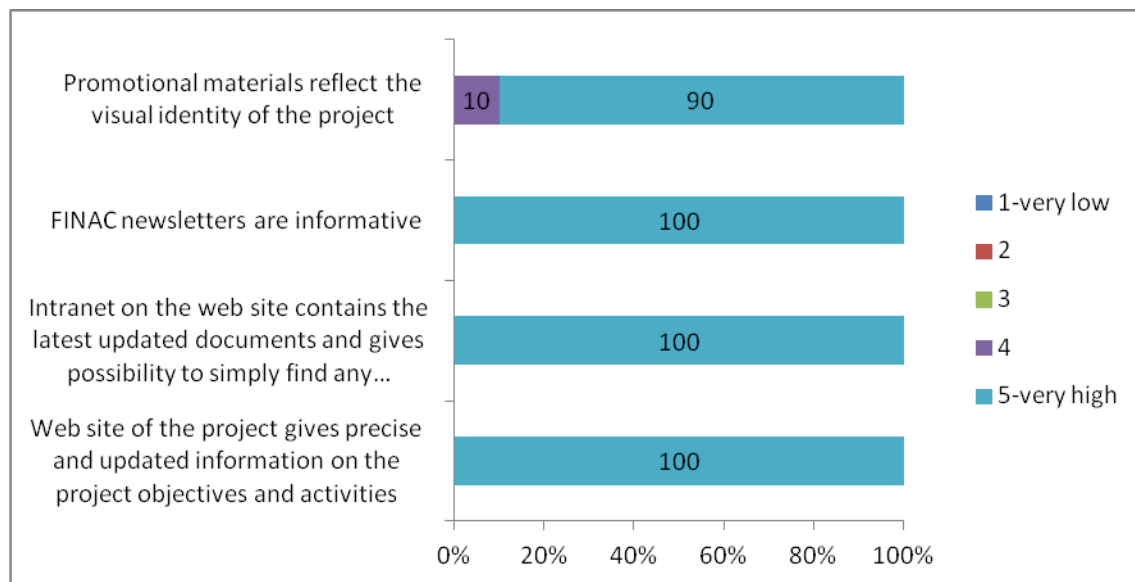 Promotional materials reflect the
visual identity of the project
10
90
FINAC newsletters are informative
100
Intranet on the web site contains the
latest updated documents and gives
possibility to simply find any...
100
Web site of the project gives precise
and updated information on the
project objectives and activities
100
0%
20%
40%
60%
80%
100%
1-very low
2
3
4
5-very high